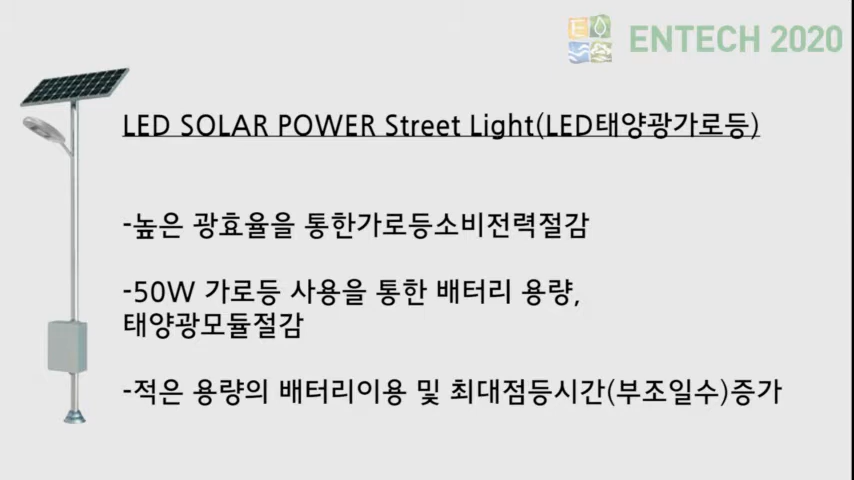 ENTECH 2020
LED SOLAR POWER Street Light(LED태양광가로등)
-높은 광효율을 통한가로등소비전력절감
-50W 가로등 사용을 통한 배터리 용량,
태양광모듈절감
-적은 용량의 배터리이용 및 최대점등시간(부조일수)증가